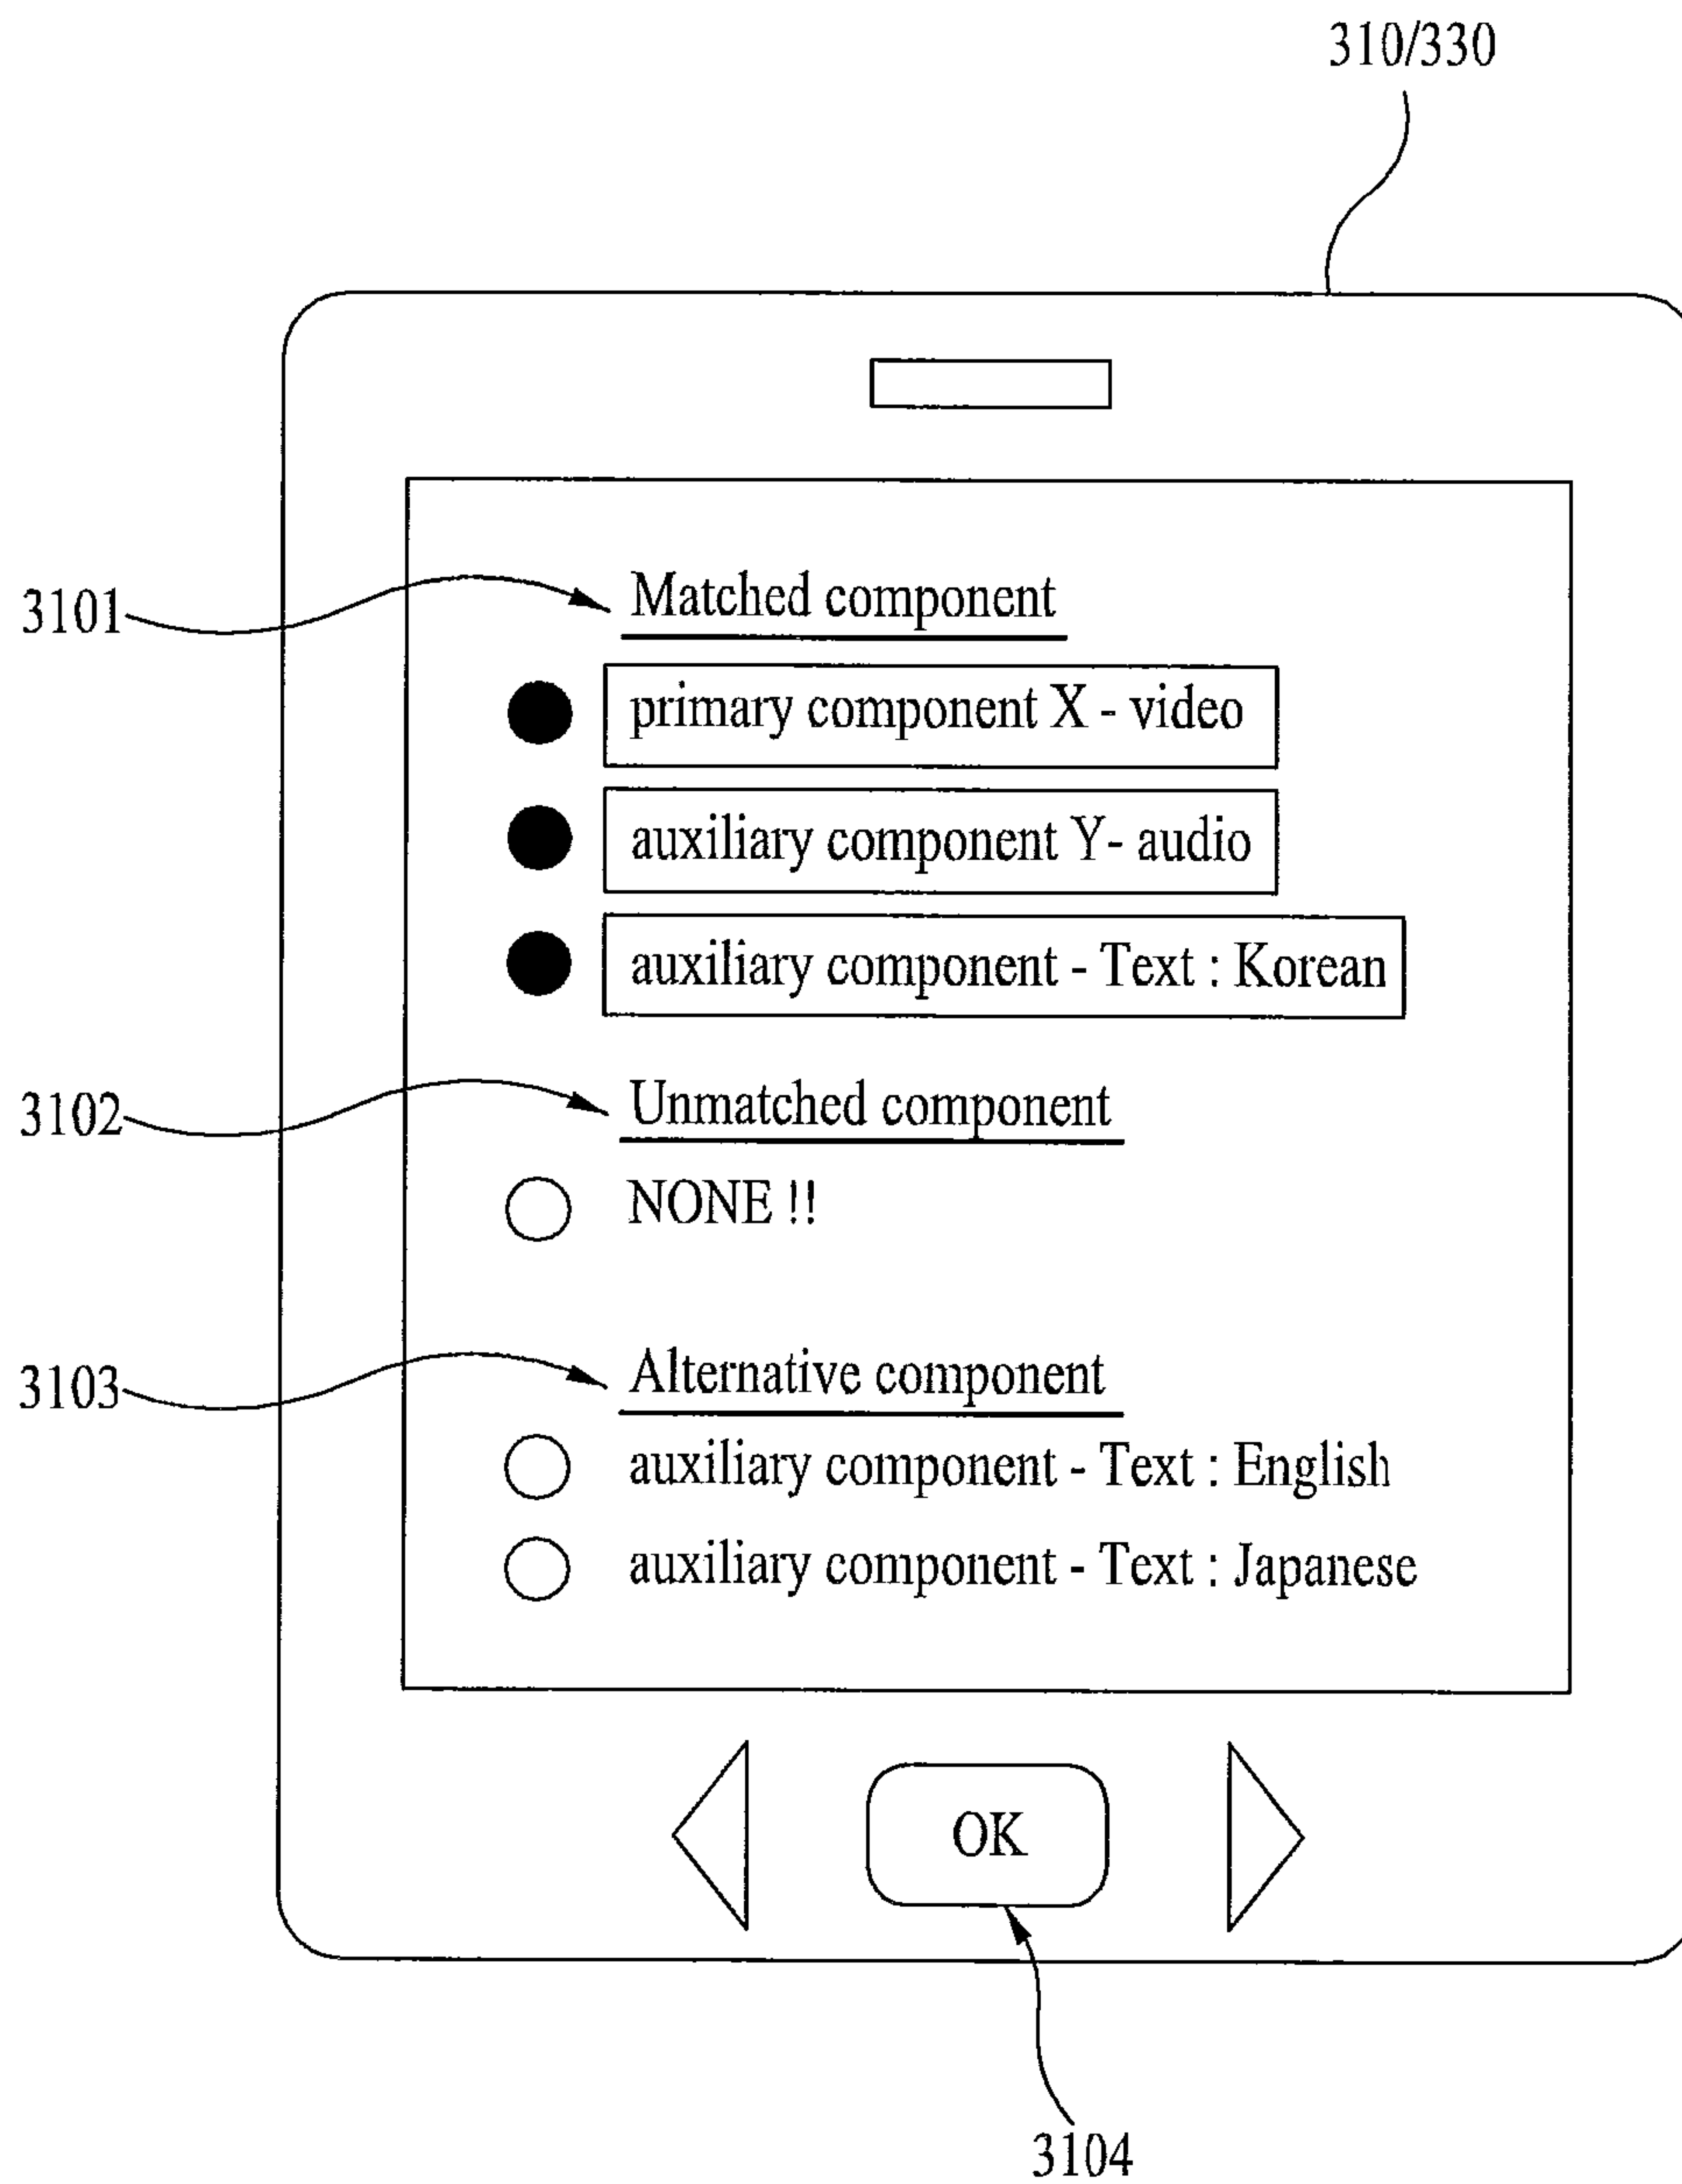 310/330
3101
Matched component
primary component X - video
auxiliary component Y- audio
auxiliary component - Text : Korean
3102
Unmatched component
NONE !!
3103
Alternative component
auxiliary component - Text : English
auxiliary component - Text : Japanese
OK
3104